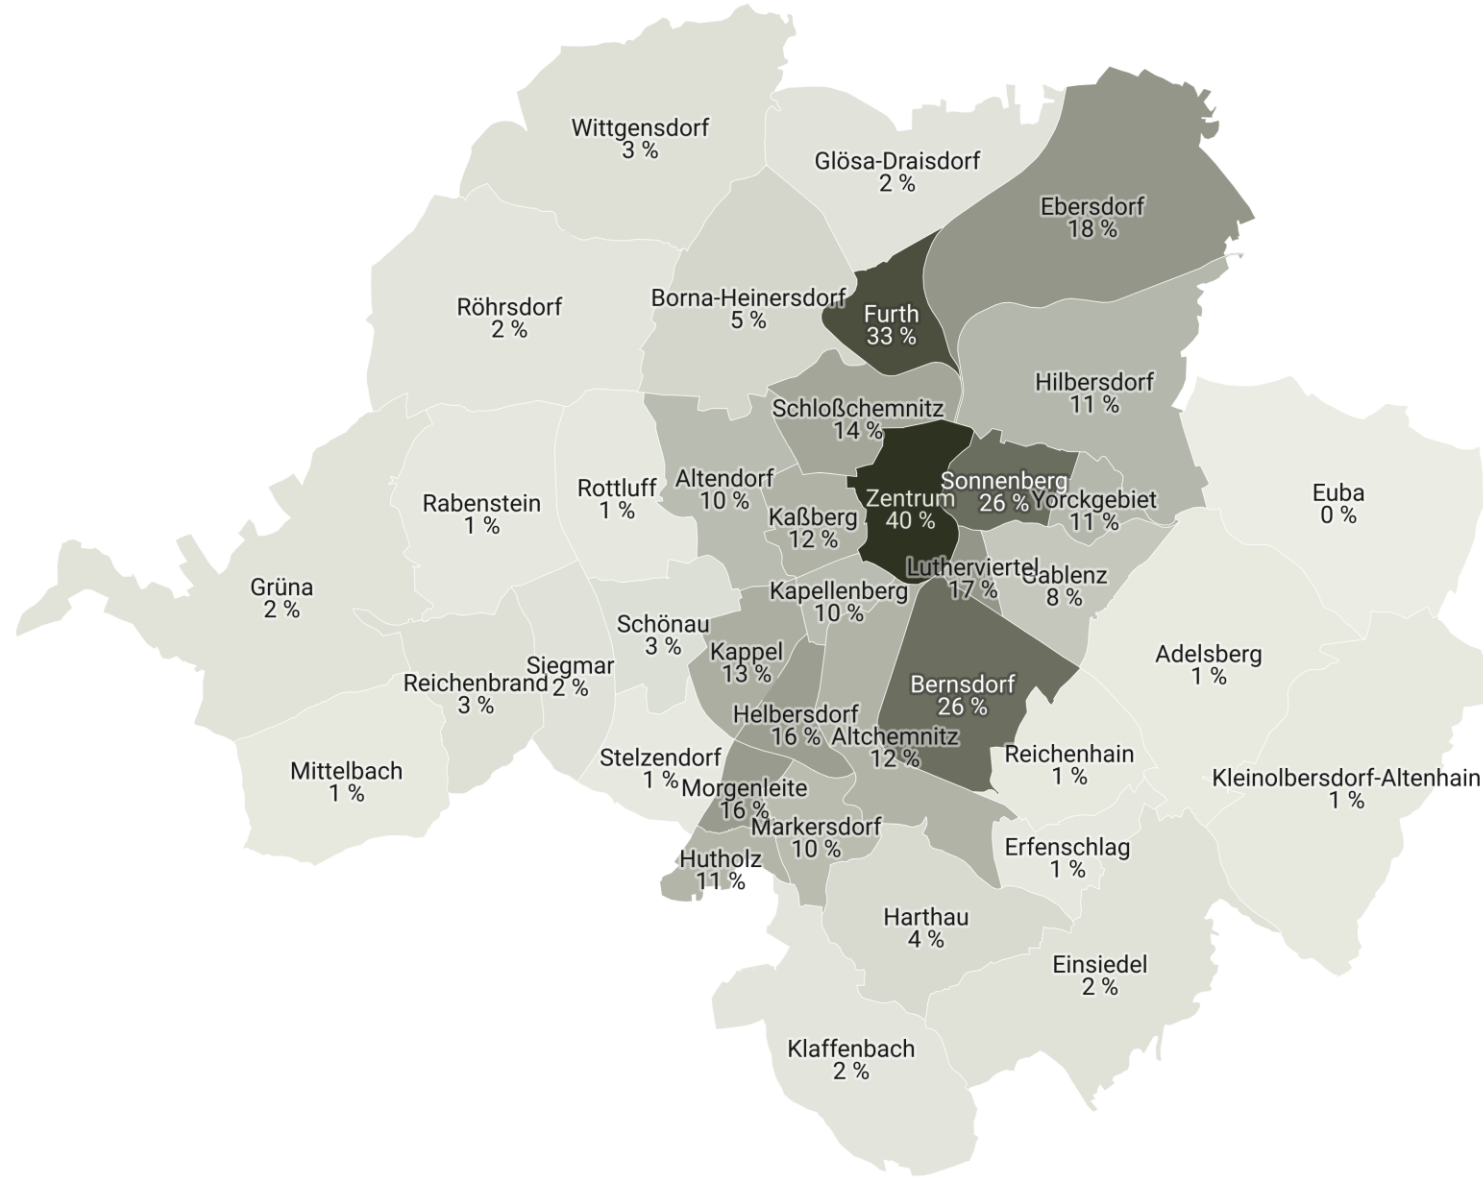 Wittgensdorf
3 %
Glösa-Draisdorf
2 %
Ebersdorf
18 %
Röhrsdorf
2 %
Borna-Heinersdorf
5 %
Furth
33 %
Hilbersdorf
11 %
Schloßchemnitz
14 %
Rabenstein
1 %
Rottluff
1 %
Altendorf
10 %
Kaßberg
12 %
Zentrum
40 %
Sonnenberg
26 %
Yorckgebiet
11 %
Euba
0 %
Grüna
2 %
Lutherviertel
17 %
Gablenz
8 %
Kapellenberg
10 %
Schönau
3 %
Kappel
13 %
Adelsberg
1 %
Siegmar
2 %
Reichenbrand
3 %
Bernsdorf
26 %
Helbersdorf
16 %
Altchemnitz
12 %
Mittelbach
1 %
Stelzendorf
1 %
Reichenhain
1 %
Kleinolbersdorf-Altenhain
1 %
Morgenleite
16 %
Markersdorf
10 %
Hutholz
11 %
Erfenschlag
1 %
Harthau
4 %
Einsiedel
2 %
Klaffenbach
2 %